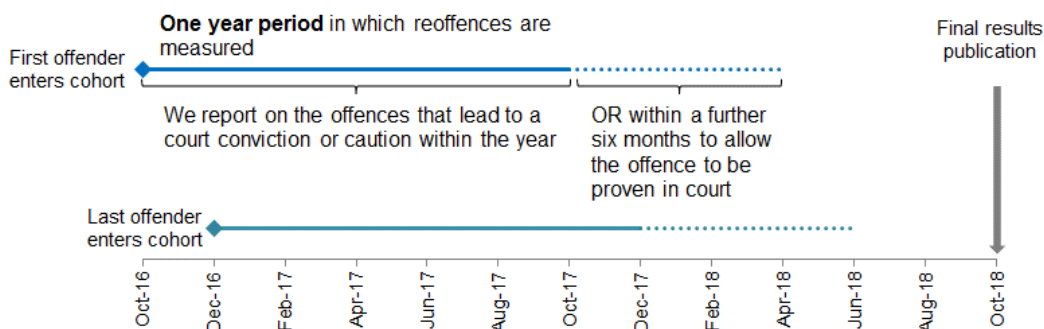 One year period in which reoffences are
measured
Final results
publication
First offender
enters cohort
We report on the offences that lead to a
court conviction or caution within the year
OR within a further
six months to allow
the offence to be
proven in court
Last offender
enters cohort
Oct-16
Dec-16
Feb-17
Apr-17
Jun-17
Aug-17
Oct-17
Dec-17
Feb-18
Apr-18
Jun-18
Aug-18
Oct-18